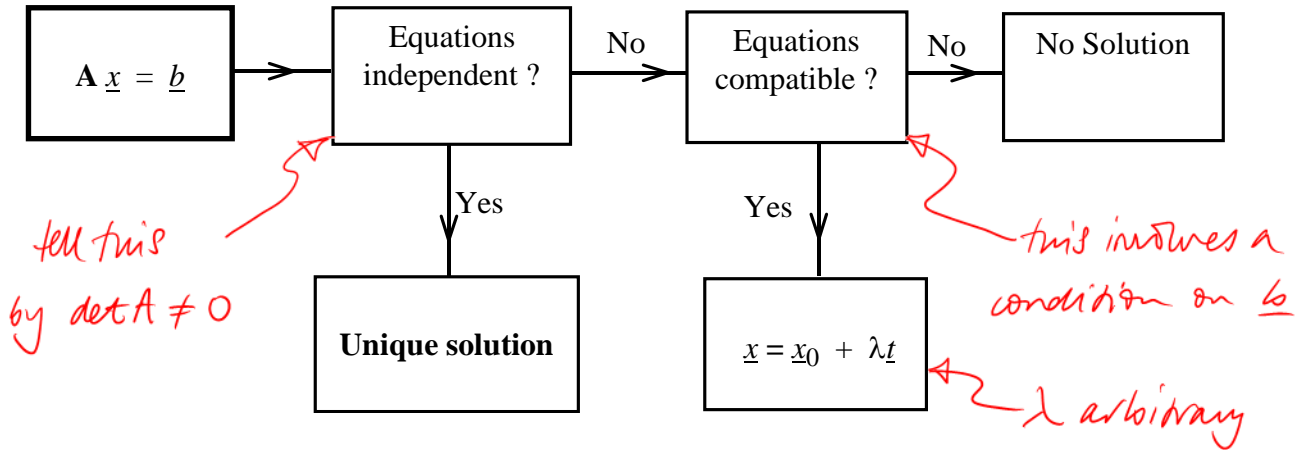 A x = b
Equations
independent ?
No
Equations
compatible ?
No
No Solution
Yes
Yes
tell this
by det A ≠ 0
this involves a
condition on b
Unique solution
x = x0 + λt
λ arbitrary